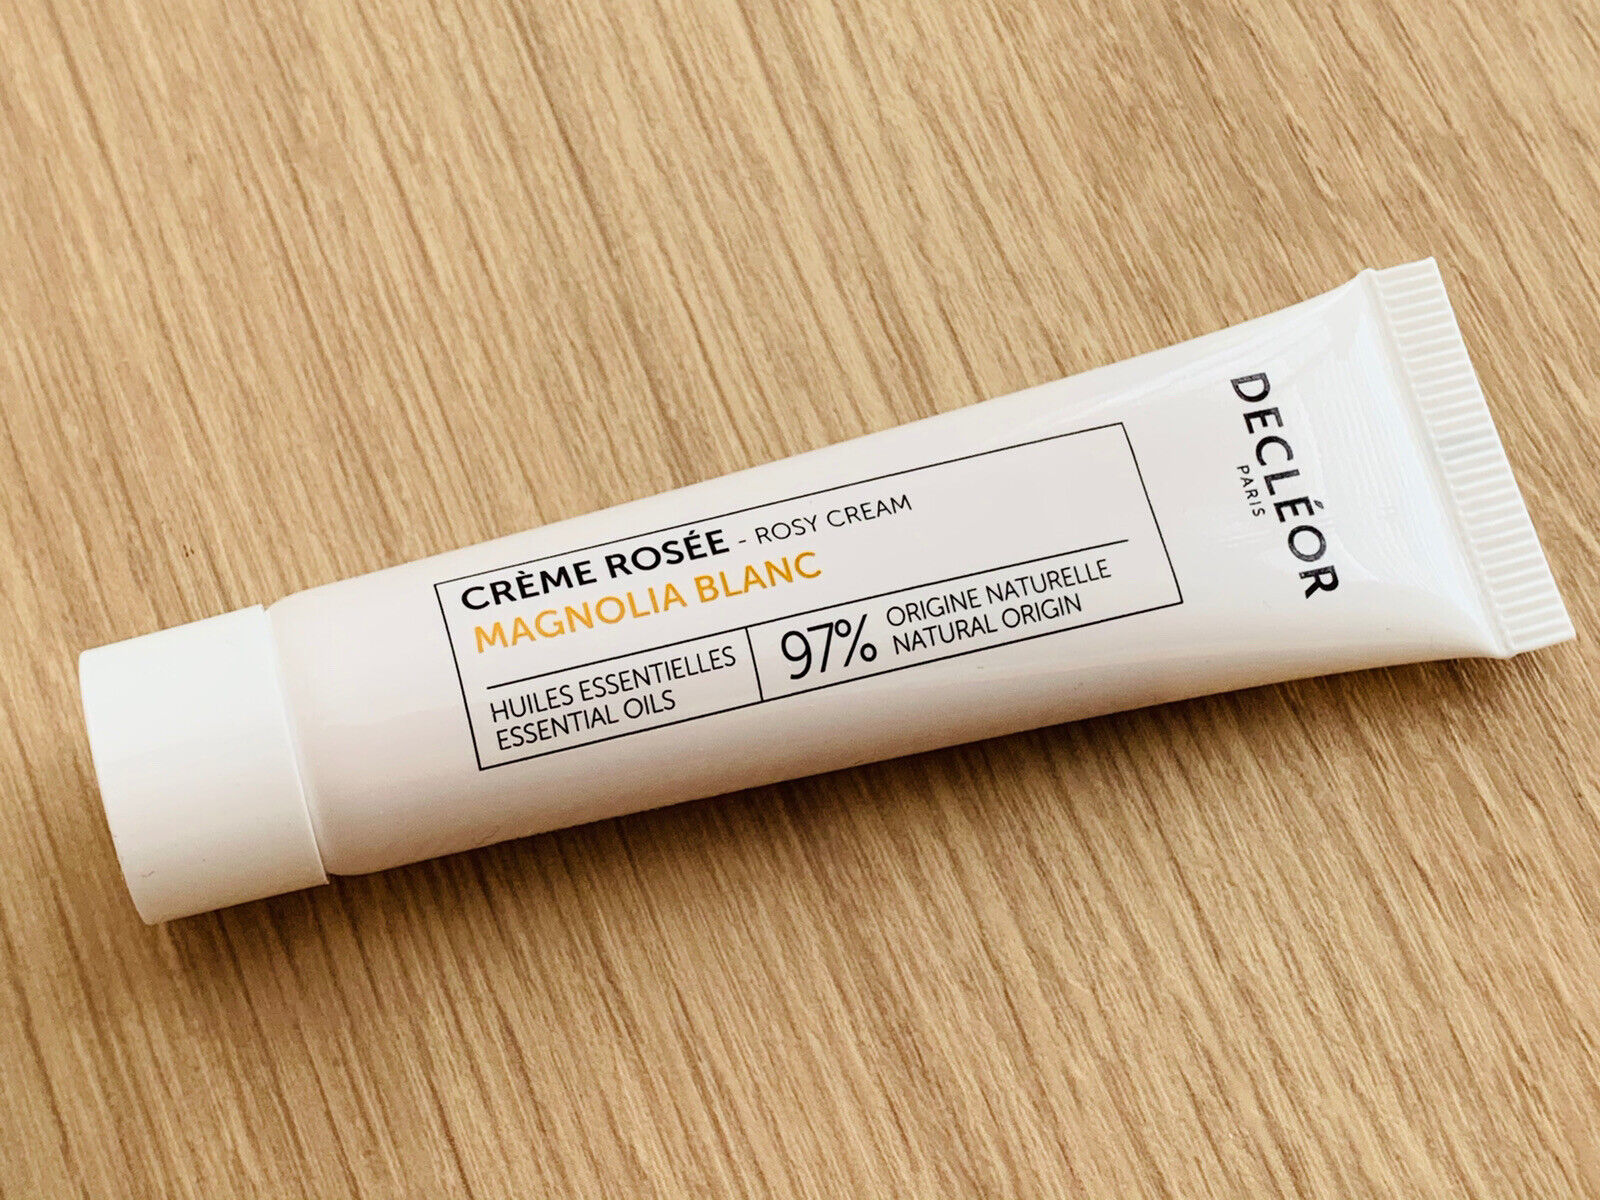 CRÈME ROSÉE - ROSY CREAM
MAGNOLIA BLANC
HUILES ESSENTIELLES
ESSENTIAL OILS
97%
ORIGINE NATURELLE
NATURAL ORIGIN
DECLÉOR
PARIS